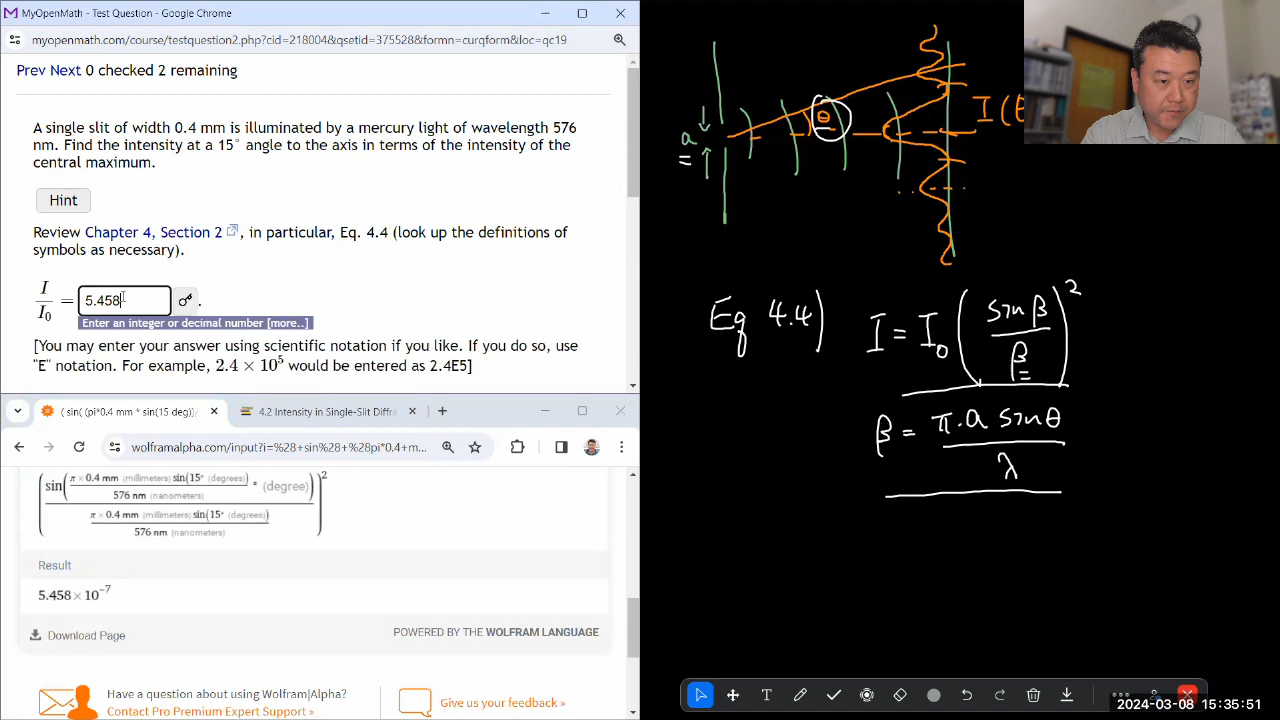 MyOpenMath - Test Question - Google Chrome
myopenmath.com/course/testquestion.php?cid=218004&qsetid=375528&formn=curqform&loc=qc19
Prev Next 0 checked 2 remaining
A single slit of width 0.4 mm is illuminated by a mercury light of wavelength 576
nm. Find the intensity at a 15° angle to the axis in terms of the intensity of the
central maximum.
Hint
Review Chapter 4, Section 2, in particular, Eq. 4.4 (look up the definitions of
symbols as necessary).
I/I₀ = 5.458 .
Enter an integer or decimal number [more..]
[You may enter your answer using scientific notation if you like. If you do so, use
"E" notation. For example, 2.4 × 10⁵ would be entered as 2.4E5]
( sin(pi*0.4 mm * sin(15 deg)/
4.2 Intensity in Single-Slit Diffra
wolframalpha.com/input?i=%28+sin%28+%28pi*0.4+m...
(sin(π×0.4 mm (millimeters) sin(15° (degrees))/576 nm (nanometers) ° (degree))/(π×0.4 mm (millimeters) sin(15° (degrees))/576 nm (nanometers)))²
Result
5.458 × 10⁻⁷
Download Page
POWERED BY THE WOLFRAM LANGUAGE
Have a question about using Wolfram|Alpha?
Contact Pro Premium Expert Support »
Give us your feedback »
a
=
θ
I(θ
Eq 4.4) I = I₀ (sin β / β)²
β = π·a sin θ / λ
2024-03-08 15:35:51